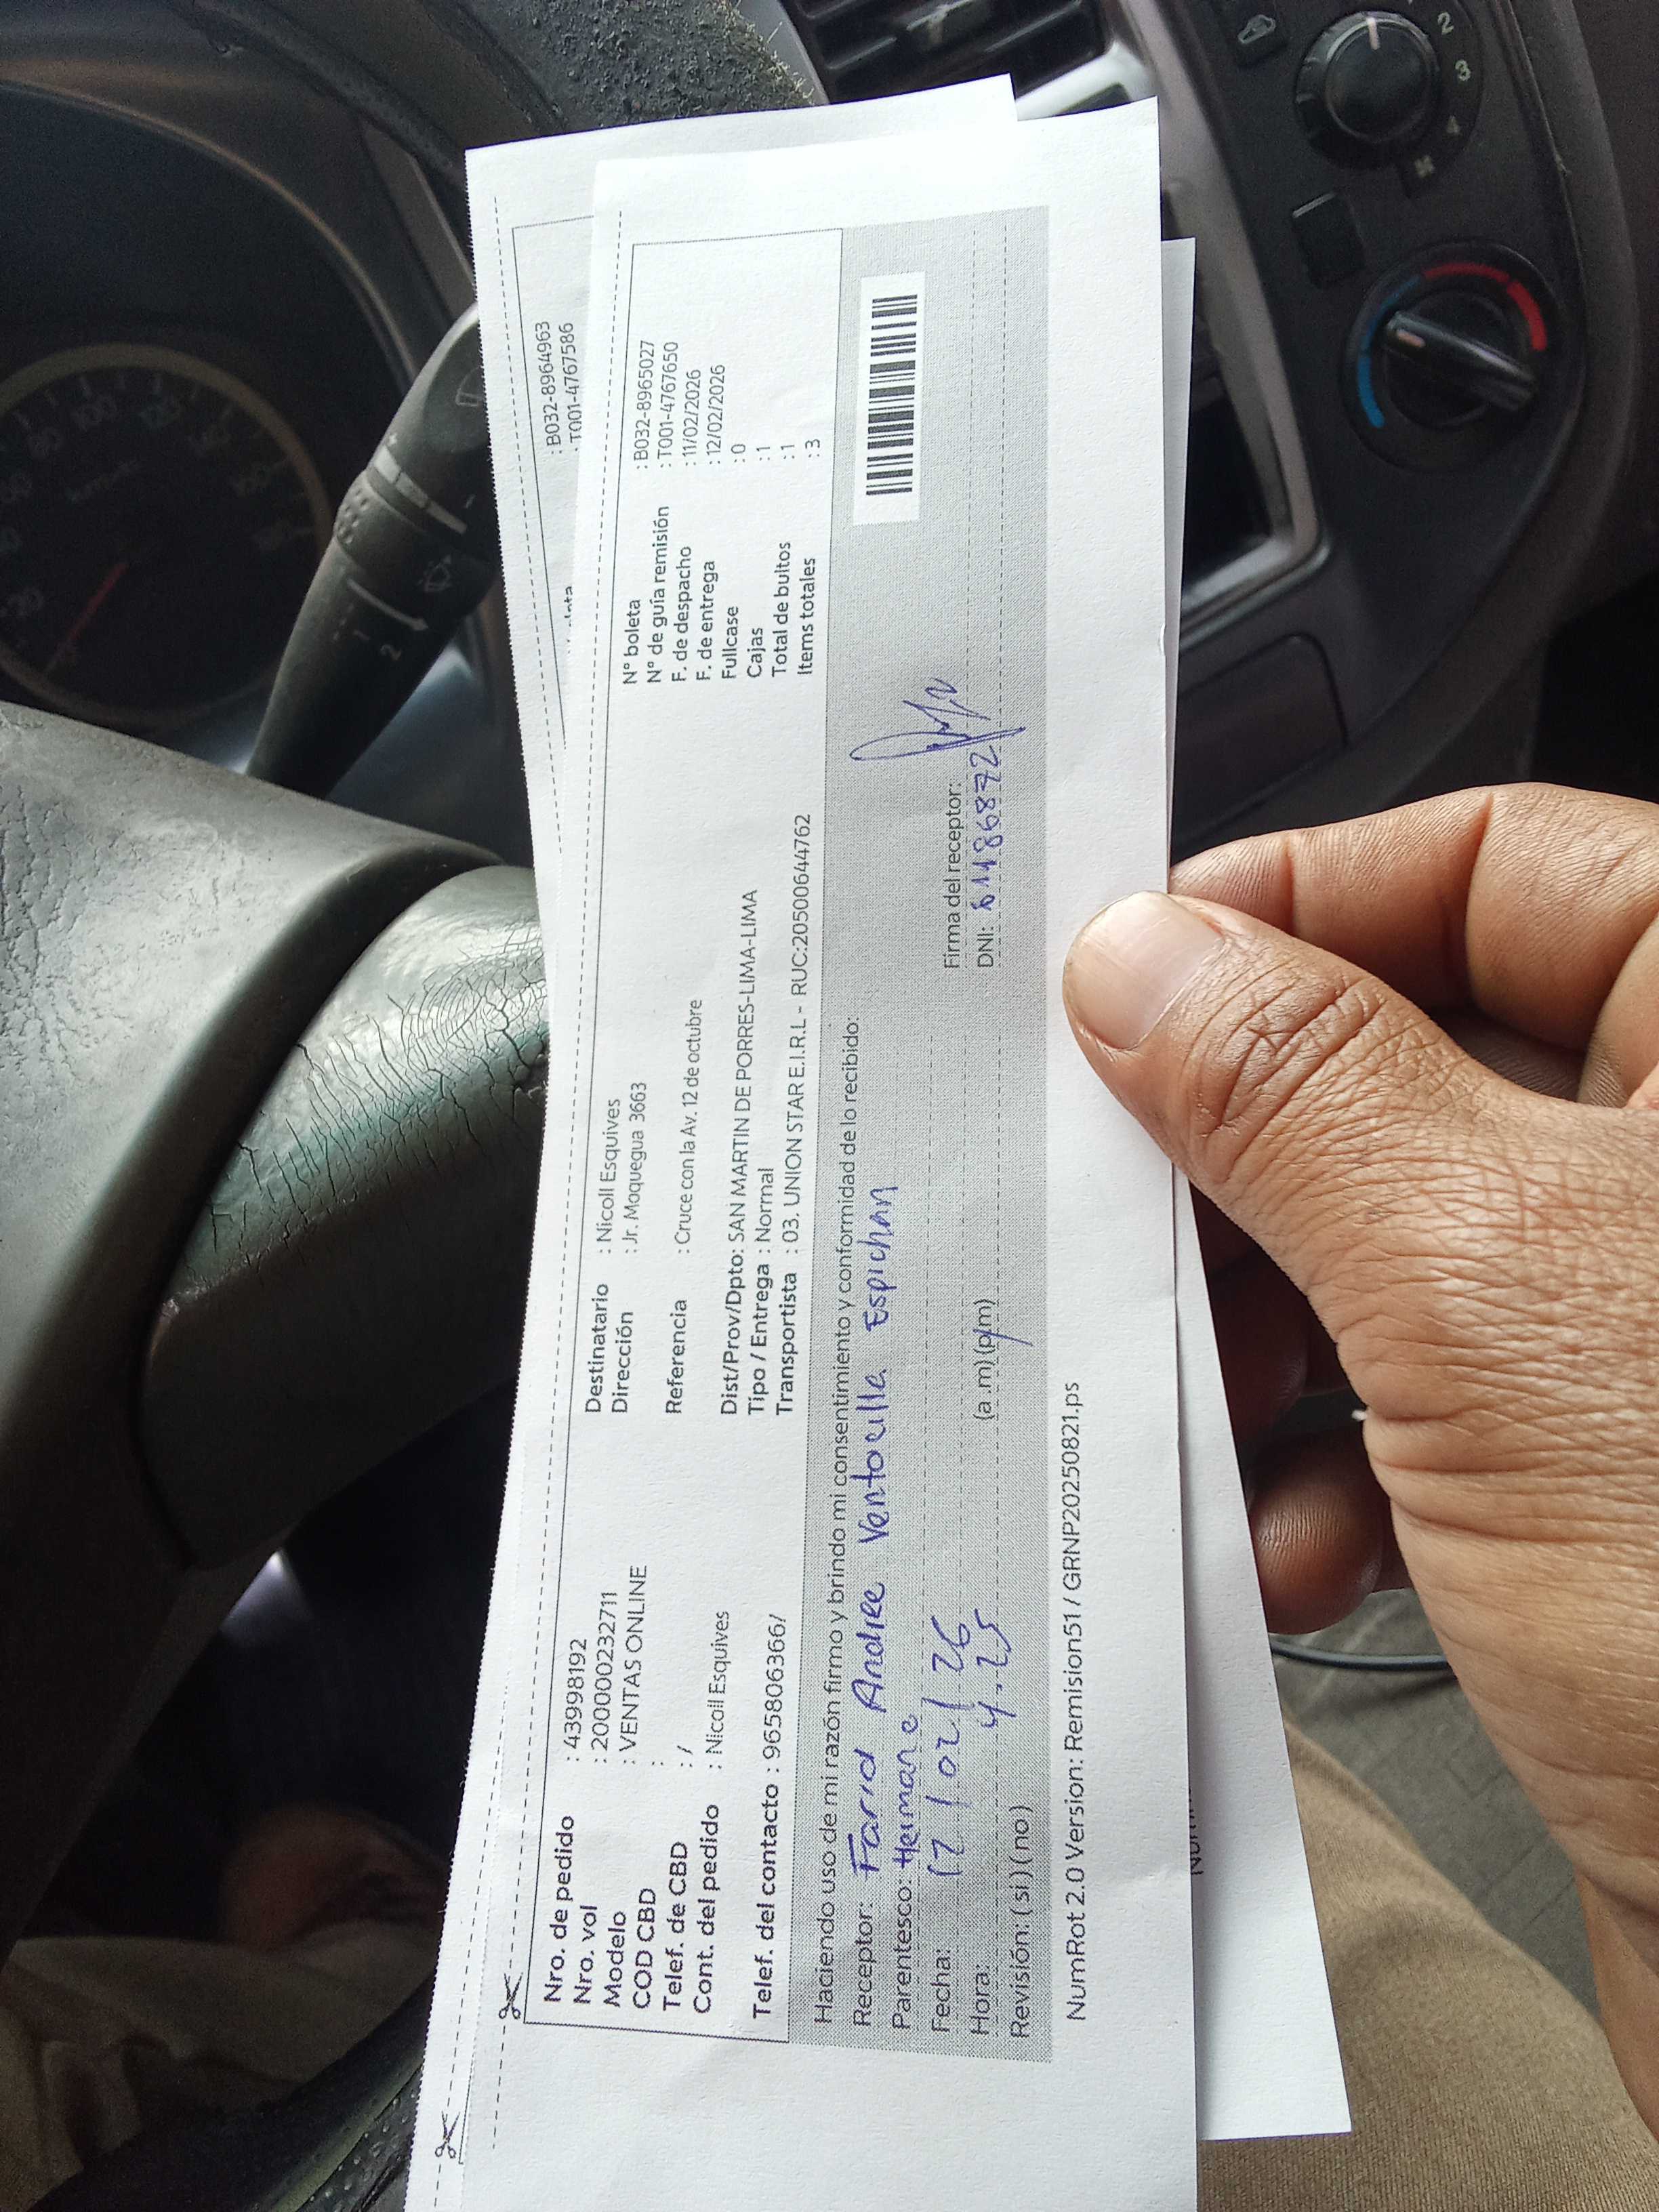 : B032-8964963
: T001-4767586
Nro. de pedido : 43998192
Nro. val : 200000232711
Modelo : VENTAS ONLINE
COD CBD :
Telef. de CBD : /
Cont. del pedido : Nicoll Esquives
Telef. del contacto : 965806366/
Destinatario : Nicoll Esquives
Dirección : Jr. Moquegua 3663
Referencia : Cruce con la Av. 12 de octubre
Dist/Prov/Dpto: SAN MARTIN DE PORRES-LIMA-LIMA
Tipo / Entrega : Normal
Transportista : 03. UNION STAR E.I.R.L - RUC:20500644762
N° boleta : B032-8965027
N° de guía remisión : T001-4767650
F. de despacho : 11/02/2026
F. de entrega : 12/02/2026
Fullcase : 0
Cajas : 1
Total de bultos : 1
Items totales : 3
Haciendo uso de mi razón firmo y brindo mi consentimiento y conformidad de lo recibido:
Receptor: Farid Andree Ventocilla Espichan
Parentesco: Hermano
Fecha: 12/02/26
Hora: 4.25 (a.m) (p.m)
Revisión: (si) (no)
Firma del receptor:
DNI: 61186872
NumRot 2.0 Version: Remision51 / GRNP20250821.ps
2
3
4
1
2